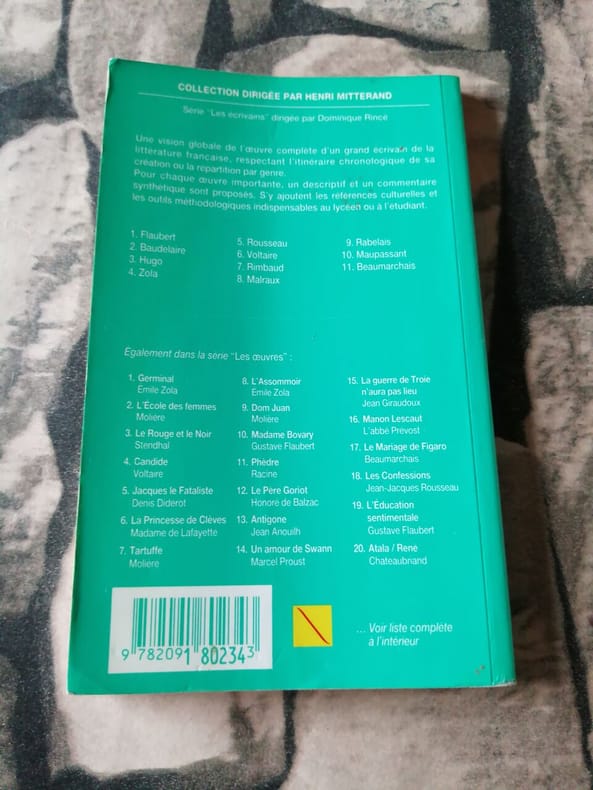 COLLECTION DIRIGÉE PAR HENRI MITTERAND
Série "Les écrivains" dirigée par Dominique Rincé
Une vision globale de l'œuvre complète d'un grand écrivain de la
littérature française, respectant l'itinéraire chronologique de sa
création ou la répartition par genre.
Pour chaque œuvre importante, un descriptif et un commentaire
synthétique sont proposés. S'y ajoutent les références culturelles et
les outils méthodologiques indispensables au lycéen ou à l'étudiant.
1. Flaubert
2. Baudelaire
3. Hugo
4. Zola
5. Rousseau
6. Voltaire
7. Rimbaud
8. Malraux
9. Rabelais
10. Maupassant
11. Beaumarchais
Également dans la série "Les œuvres" :
1. Germinal
Émile Zola
2. L'École des femmes
Molière
3. Le Rouge et le Noir
Stendhal
4. Candide
Voltaire
5. Jacques le Fataliste
Denis Diderot
6. La Princesse de Clèves
Madame de Lafayette
7. Tartuffe
Molière
8. L'Assommoir
Émile Zola
9. Dom Juan
Molière
10. Madame Bovary
Gustave Flaubert
11. Phèdre
Racine
12. Le Père Goriot
Honoré de Balzac
13. Antigone
Jean Anouilh
14. Un amour de Swann
Marcel Proust
15. La guerre de Troie
n'aura pas lieu
Jean Giraudoux
16. Manon Lescaut
L'abbé Prévost
17. Le Mariage de Figaro
Beaumarchais
18. Les Confessions
Jean-Jacques Rousseau
19. L'Éducation
sentimentale
Gustave Flaubert
20. Atala / René
Chateaubriand
9 782091 802343
... Voir liste complète
à l'intérieur